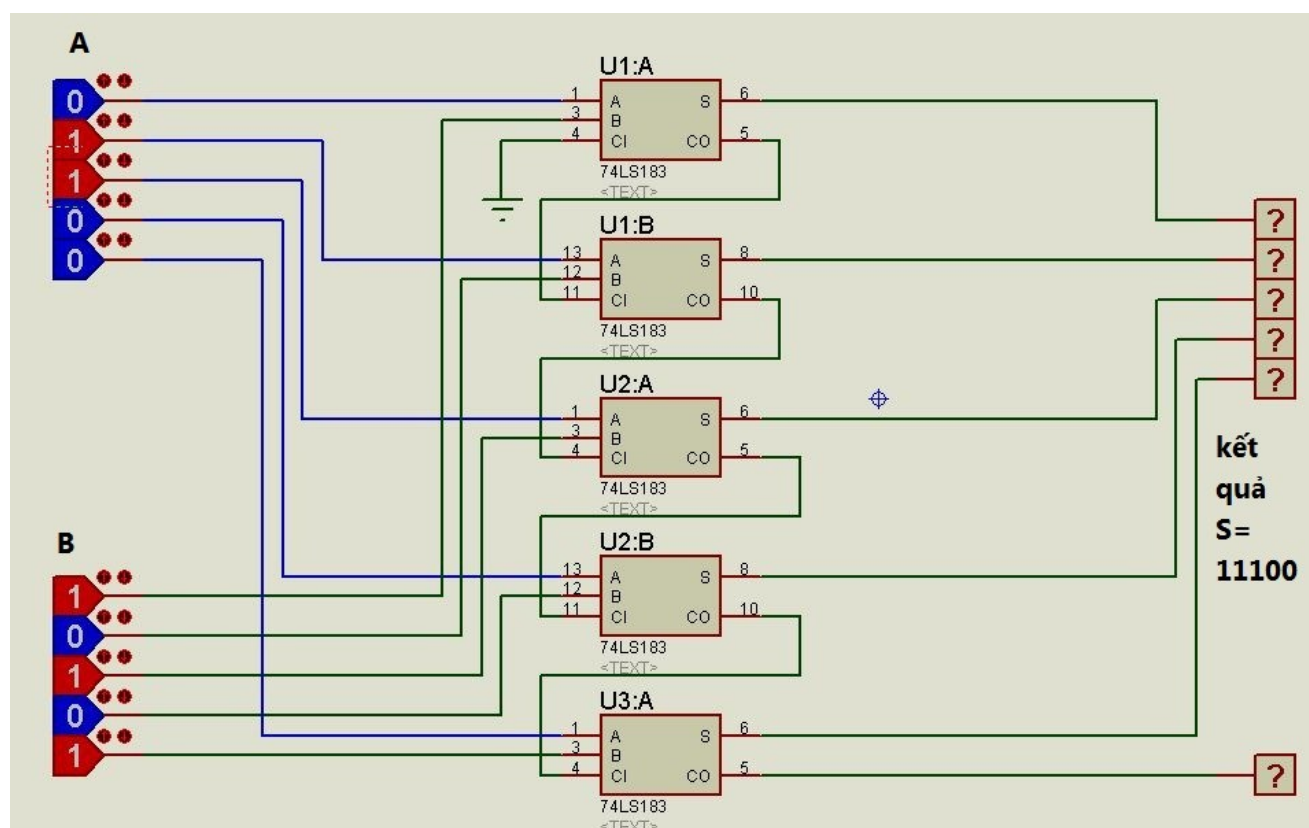 A
0
1
1
0
0
U1:A
1 A S 6
3 B
4 CI CO 5
74LS183
<TEXT>
U1:B
13 A S 8
12 B
11 CI CO 10
74LS183
<TEXT>
U2:A
1 A S 6
3 B
4 CI CO 5
74LS183
<TEXT>
U2:B
13 A S 8
12 B
11 CI CO 10
74LS183
<TEXT>
U3:A
1 A S 6
3 B
4 CI CO 5
74LS183
<TEXT>
B
1
0
1
0
1
?
?
?
?
?
kết
quả
S=
11100
?